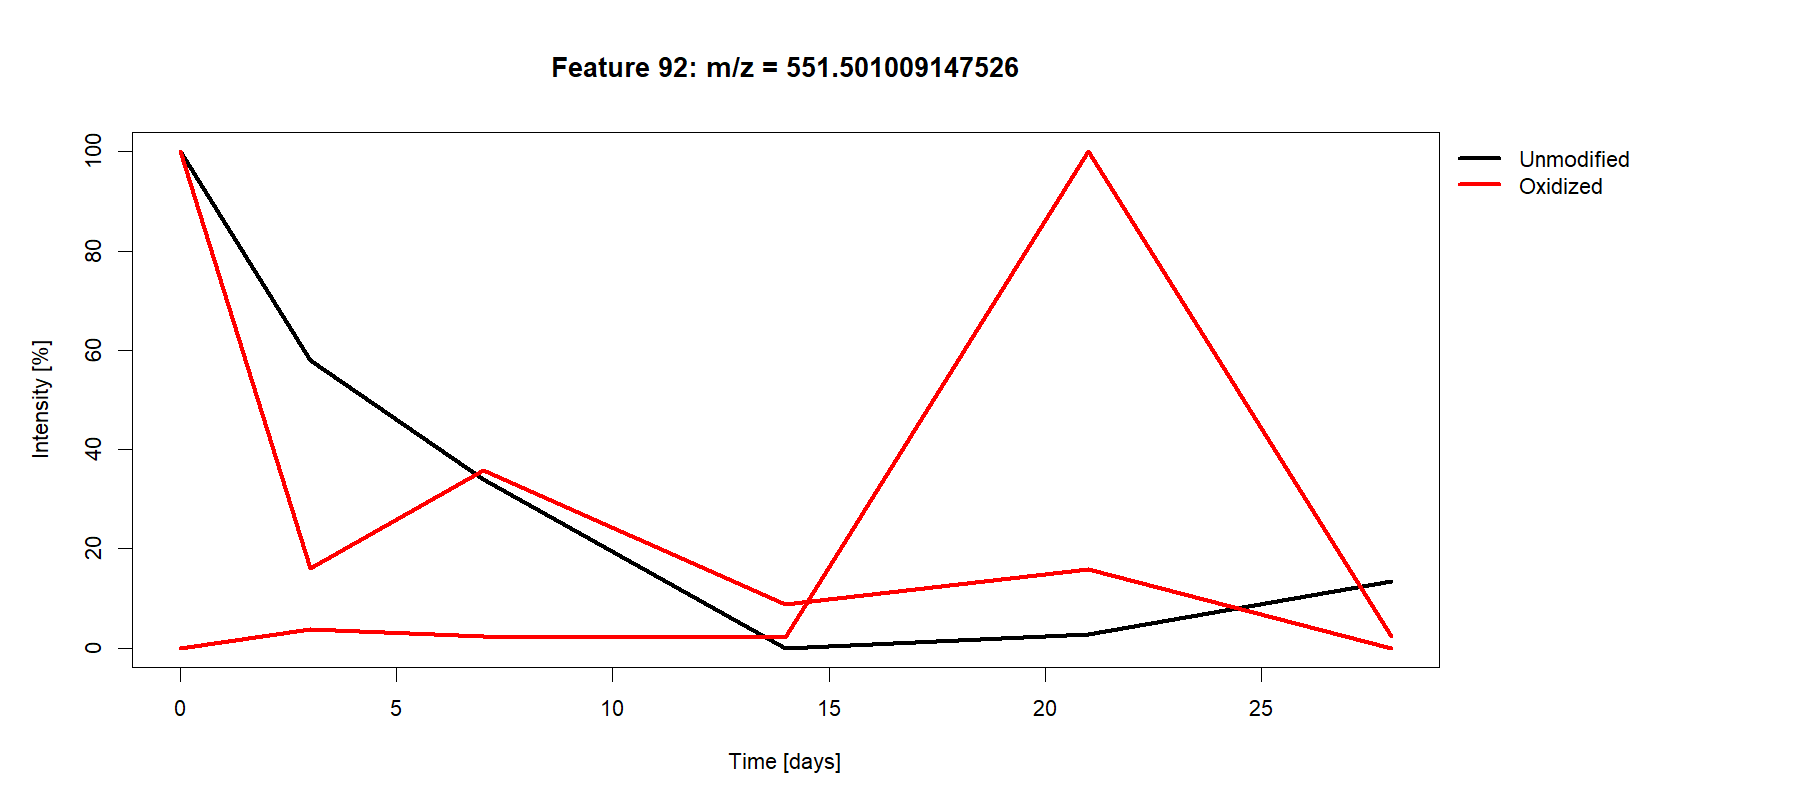 Feature 92: m/z = 551.501009147526
Unmodified
Oxidized
Intensity [%]
100
80
60
40
20
0
0 5 10 15 20 25
Time [days]